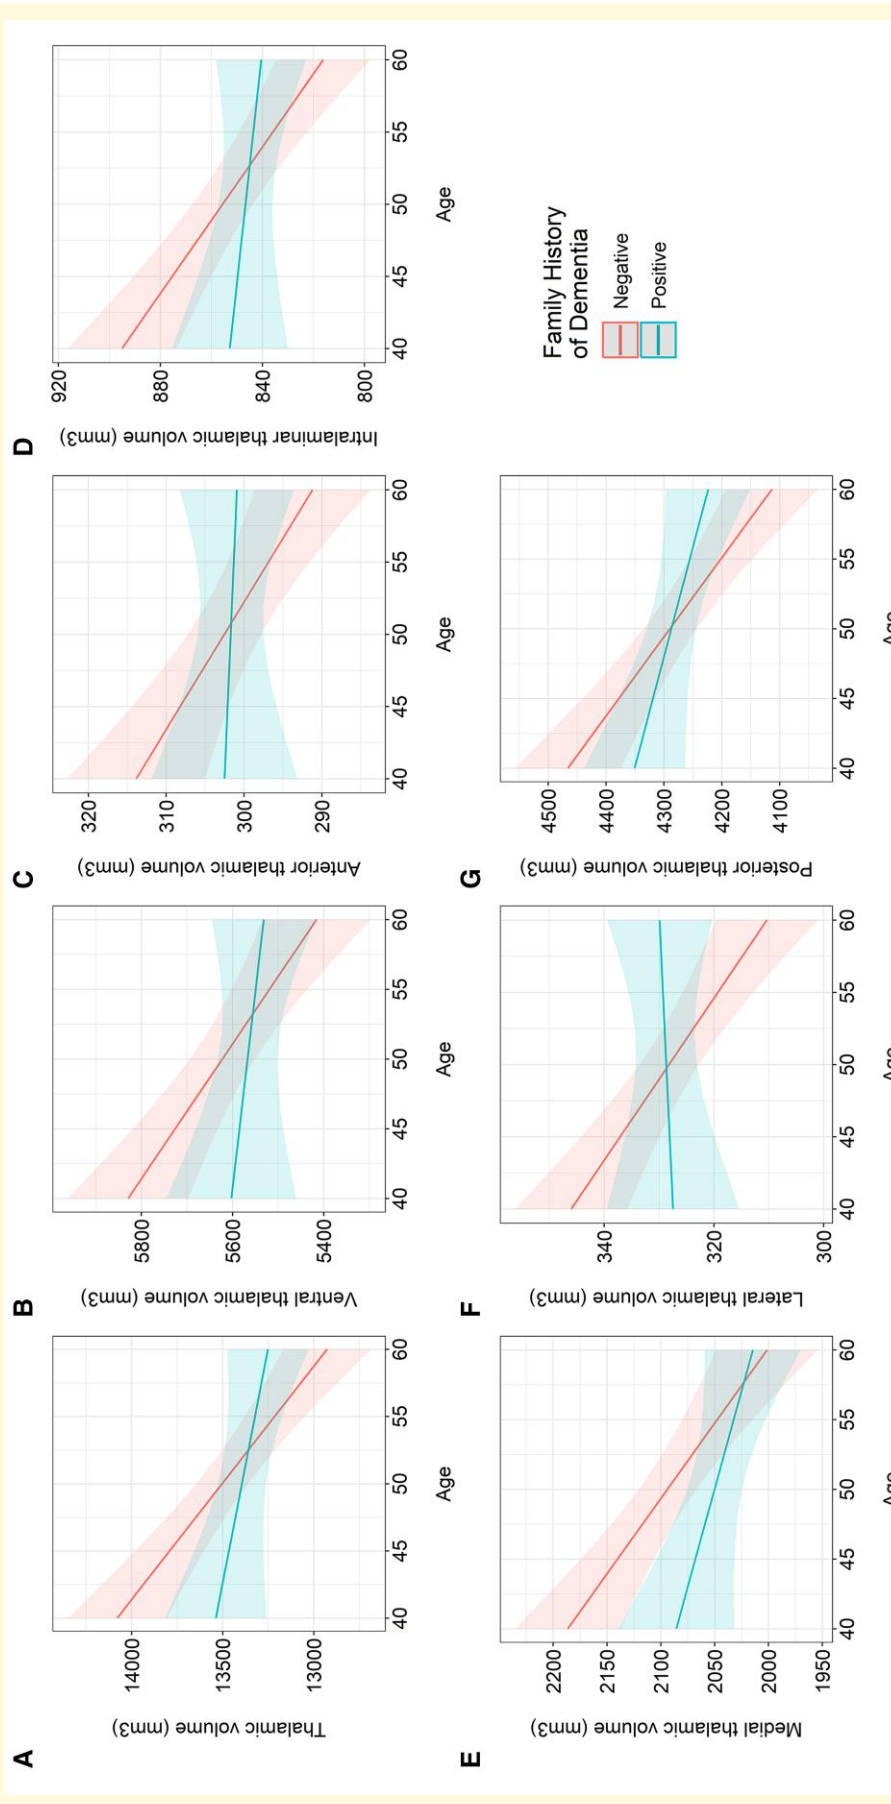 A
Thalamic volume (mm3)
14000
13500
13000
40 45 50 55 60
Age
B
Ventral thalamic volume (mm3)
5800
5600
5400
40 45 50 55 60
Age
C
Anterior thalamic volume (mm3)
320
310
300
290
40 45 50 55 60
Age
D
Intralaminar thalamic volume (mm3)
920
880
840
800
40 45 50 55 60
Age
E
Medial thalamic volume (mm3)
2200
2150
2100
2050
2000
1950
40 45 50 55 60
Age
F
Lateral thalamic volume (mm3)
340
320
300
40 45 50 55 60
Age
G
Posterior thalamic volume (mm3)
4500
4400
4300
4200
4100
40 45 50 55 60
Age
Family History
of Dementia
Negative
Positive